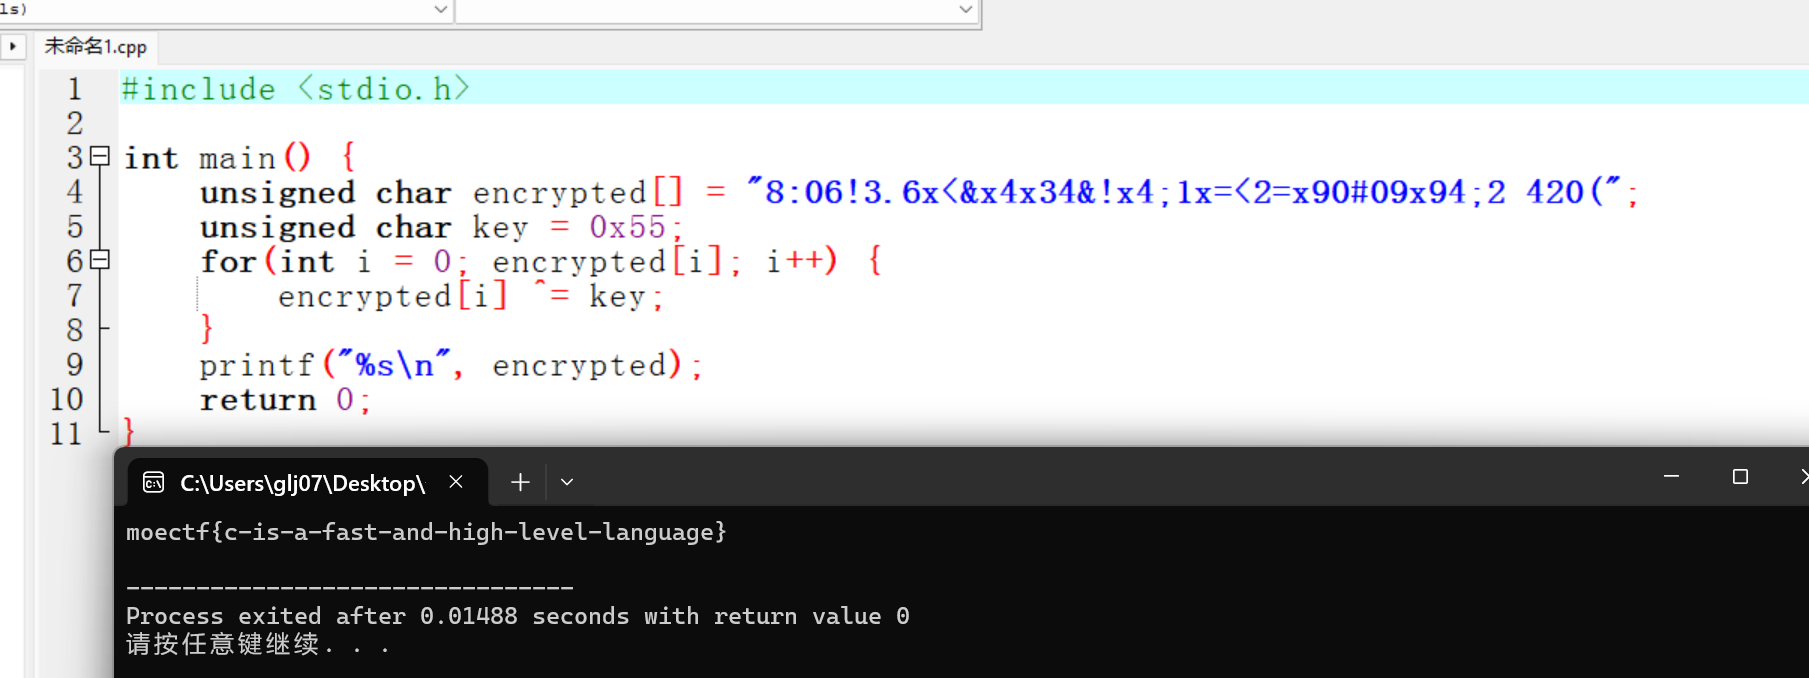 ls)
未命名1.cpp
1 #include <stdio.h>
2
3 int main() {
4 unsigned char encrypted[] = "8:06!3.6x<&x4x34&!x4;1x=<2=x90#09x94;2 420(";
5 unsigned char key = 0x55;
6 for(int i = 0; encrypted[i]; i++) {
7 encrypted[i] ^= key;
8 }
9 printf("%s\n", encrypted);
10 return 0;
11 }
C:\Users\glj07\Desktop\
moectf{c-is-a-fast-and-high-level-language}
--------------------------------
Process exited after 0.01488 seconds with return value 0
请按任意键继续. . .